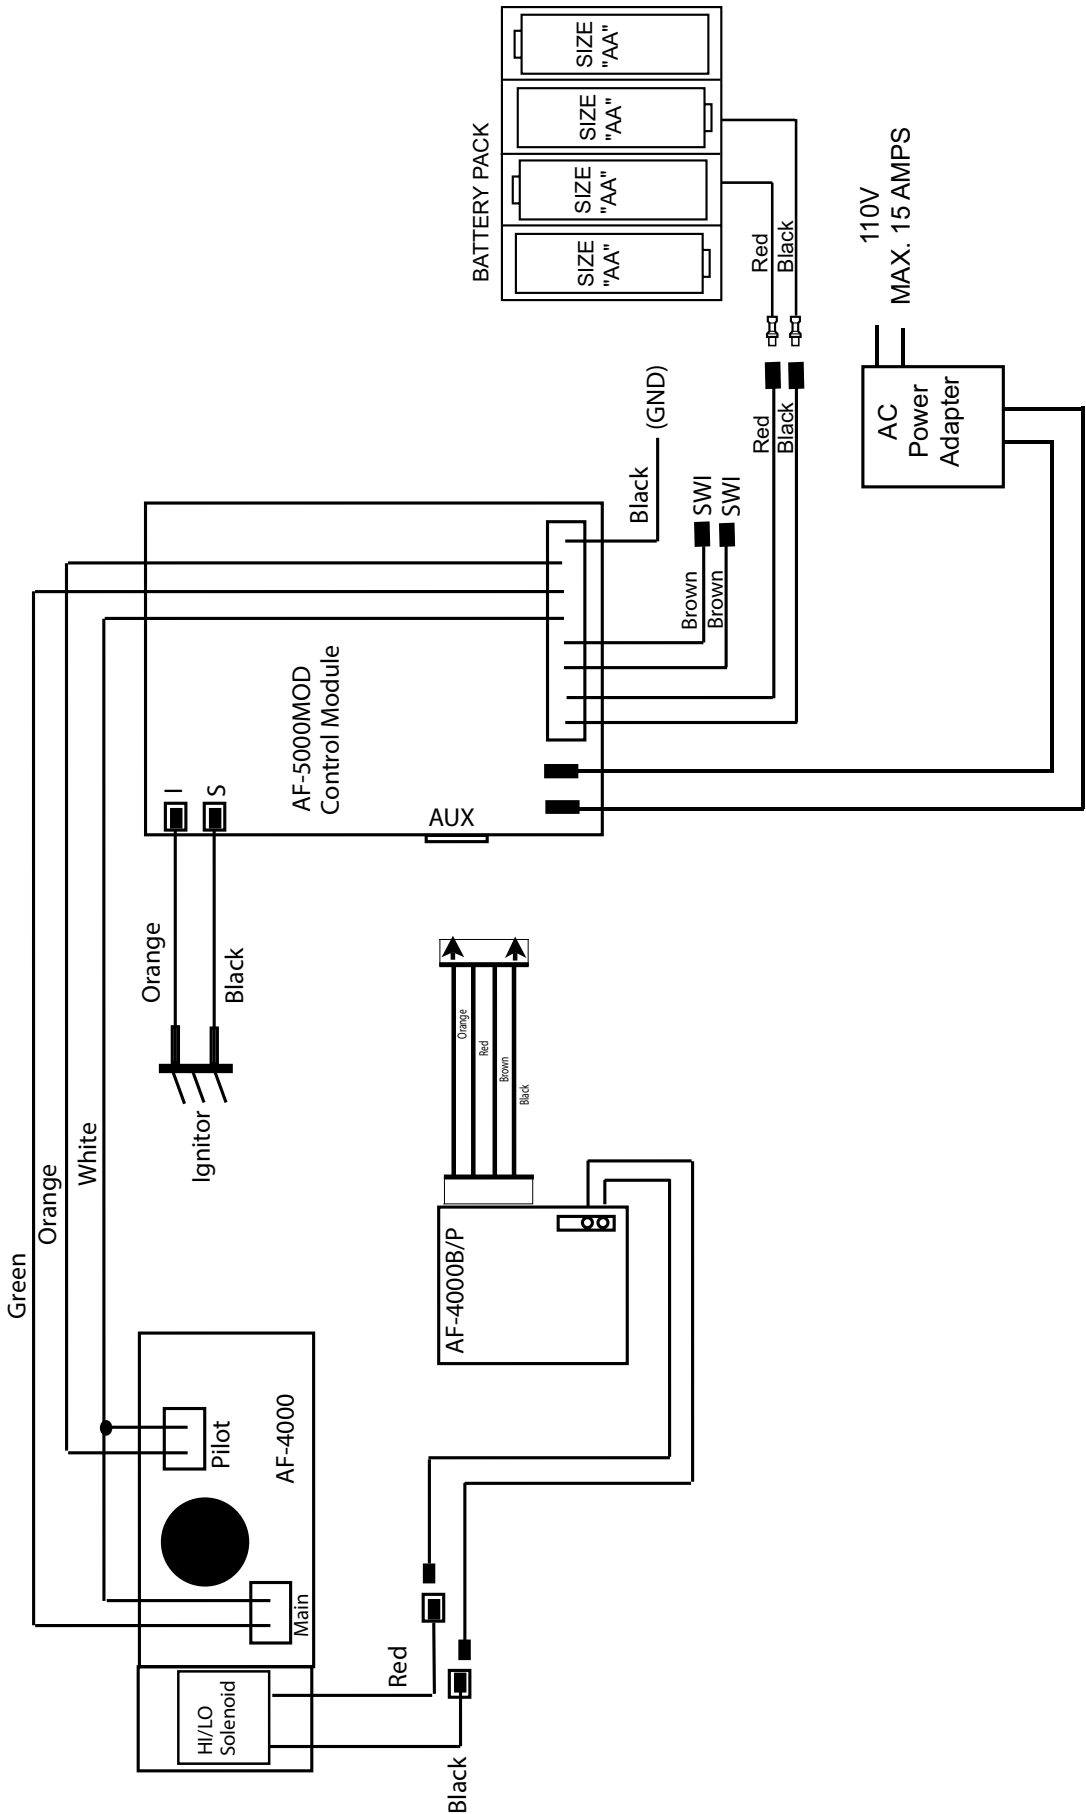 BATTERY PACK
SIZE
"AA"
SIZE
"AA"
SIZE
"AA"
SIZE
"AA"
Red
Black
110V
MAX. 15 AMPS
AC
Power
Adapter
Red
Black
(GND)
Black
SWI
SWI
Brown
Brown
AF-5000MOD
Control Module
I
S
AUX
Orange
Black
Ignitor
Orange
Red
Brown
Black
White
Orange
Green
AF-4000B/P
Pilot
AF-4000
Main
HI/LO
Solenoid
Red
Black